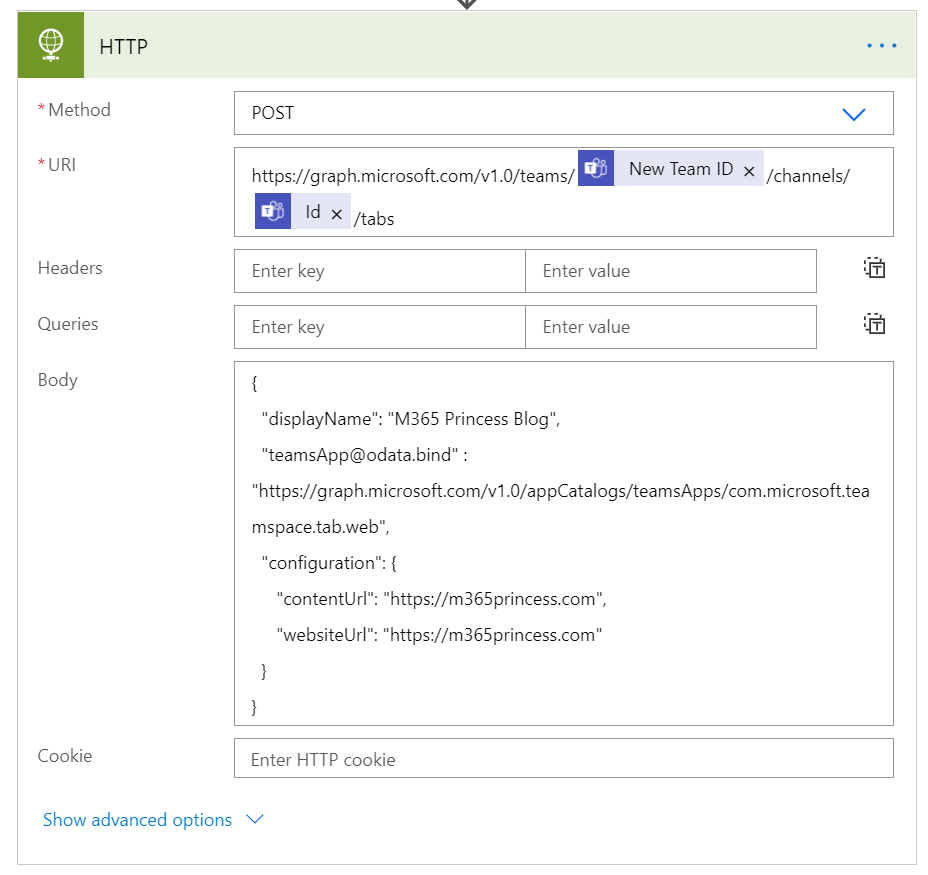 HTTP
* Method
POST
* URI
https://graph.microsoft.com/v1.0/teams/ New Team ID × /channels/
Id × /tabs
Headers
Enter key
Enter value
Queries
Enter key
Enter value
Body
{
"displayName": "M365 Princess Blog",
"teamsApp@odata.bind" :
"https://graph.microsoft.com/v1.0/appCatalogs/teamsApps/com.microsoft.tea
mspace.tab.web",
"configuration": {
"contentUrl": "https://m365princess.com",
"websiteUrl": "https://m365princess.com"
}
}
Cookie
Enter HTTP cookie
Show advanced options